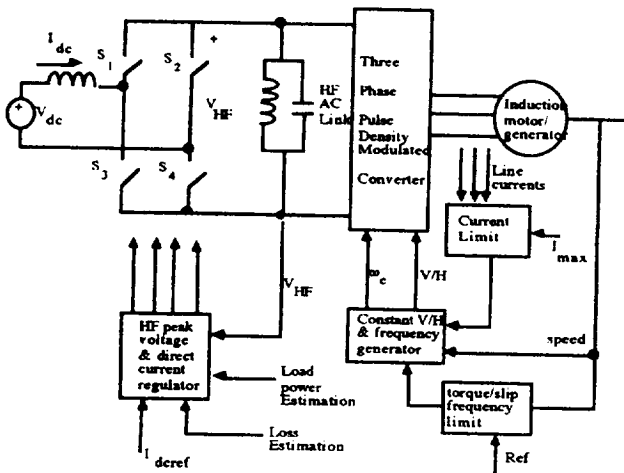 I dc
S 1
S 2
+
V HF
+
V dc
S 3
S 4
HF
AC
Link
Three
Phase
Pulse
Density
Modulated
Converter
Induction
motor/
generator
Line
currents
Current
Limit
I max
V HF
ω e
V/H
HF peak
voltage
& direct
current
regulator
Constant V/H
& frequency
generator
speed
Load
power
Estimation
torque/slip
frequency
limit
Loss
Estimation
I dcref
Ref